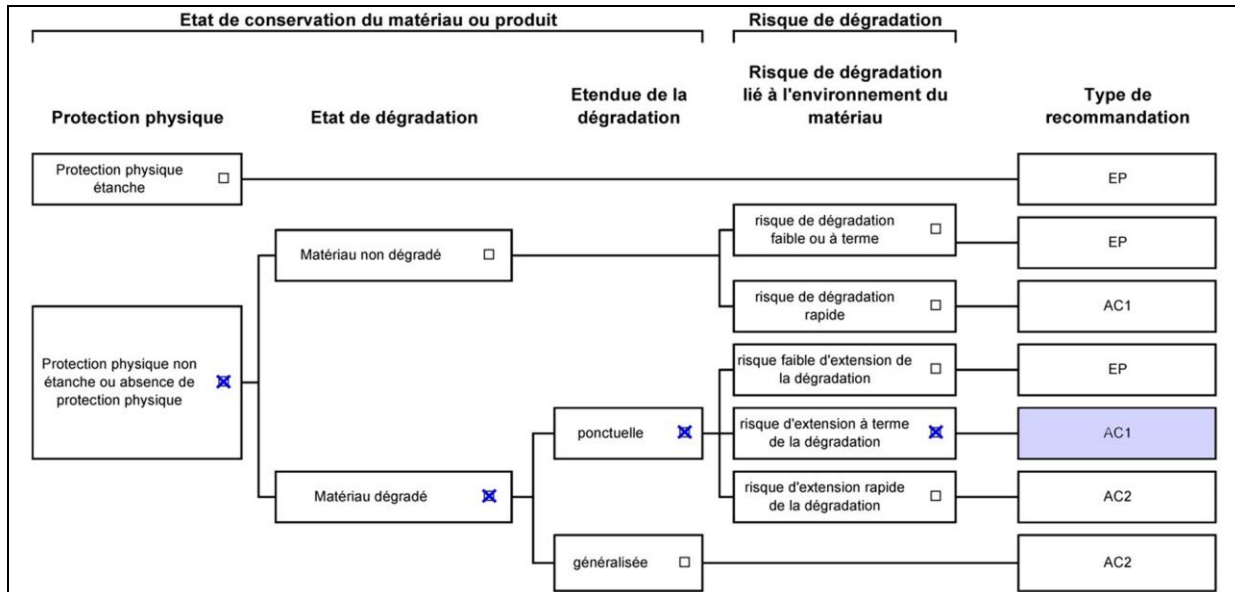 Etat de conservation du matériau ou produit
Risque de dégradation
Protection physique
Etat de dégradation
Etendue de la
dégradation
Risque de dégradation
lié à l'environnement du
matériau
Type de
recommandation
Protection physique
étanche
EP
risque de dégradation
faible ou à terme
EP
Matériau non dégradé
risque de dégradation
rapide
AC1
Protection physique non
étanche ou absence de
protection physique
risque faible d'extension de
la dégradation
EP
ponctuelle
risque d'extension à terme
de la dégradation
AC1
Matériau dégradé
risque d'extension rapide
de la dégradation
AC2
généralisée
AC2